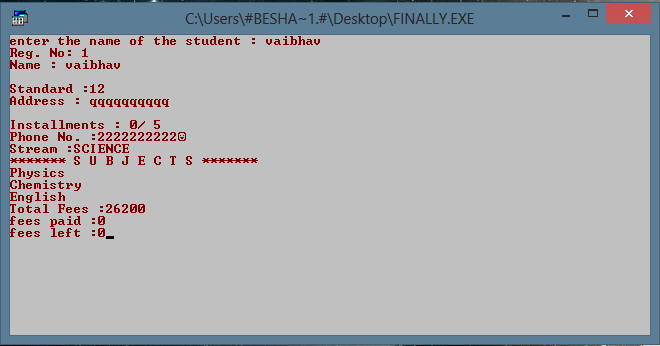 C:\Users\#BESHA~1.#\Desktop\FINALLY.EXE
enter the name of the student : vaibhav
Reg. No: 1
Name : vaibhav
Standard :12
Address : qqqqqqqqqq
Installments : 0/ 5
Phone No. :2222222222☺
Stream :SCIENCE
******* S U B J E C T S *******
Physics
Chemistry
English
Total Fees :26200
fees paid :0
fees left :0